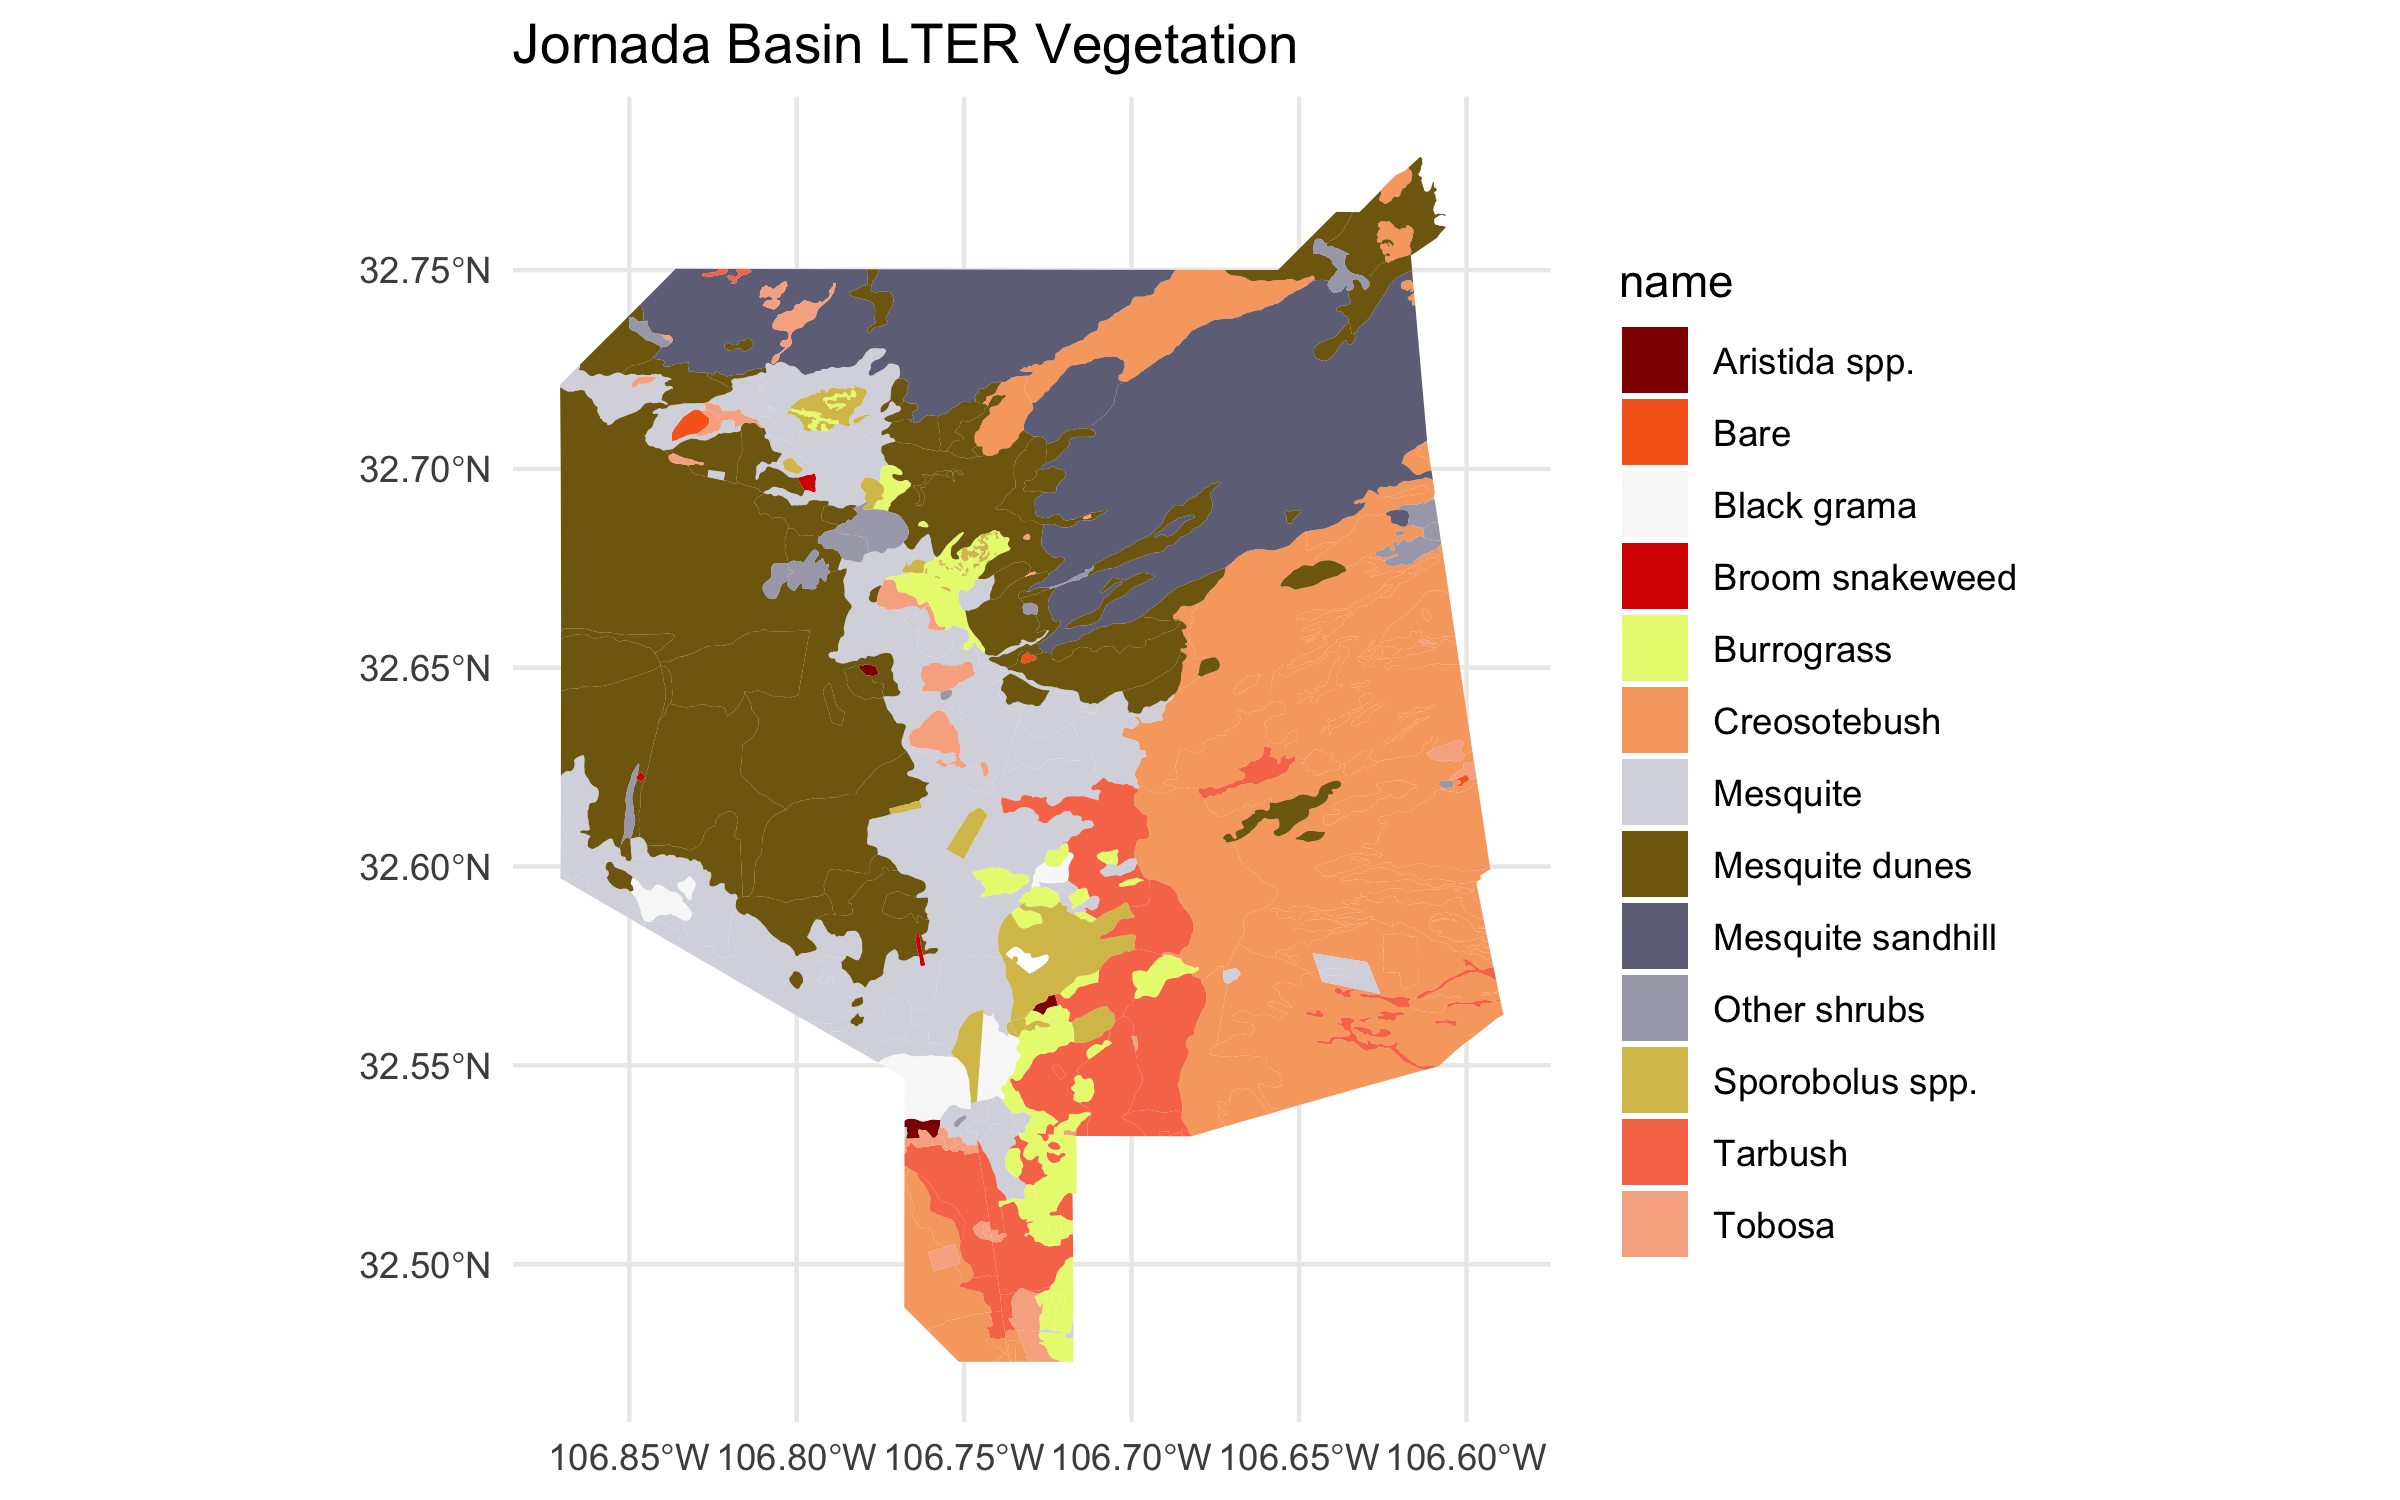 Jornada Basin LTER Vegetation
32.75°N
32.70°N
32.65°N
32.60°N
32.55°N
32.50°N
106.85°W 106.80°W 106.75°W 106.70°W 106.65°W 106.60°W
name
Aristida spp.
Bare
Black grama
Broom snakeweed
Burrograss
Creosotebush
Mesquite
Mesquite dunes
Mesquite sandhill
Other shrubs
Sporobolus spp.
Tarbush
Tobosa